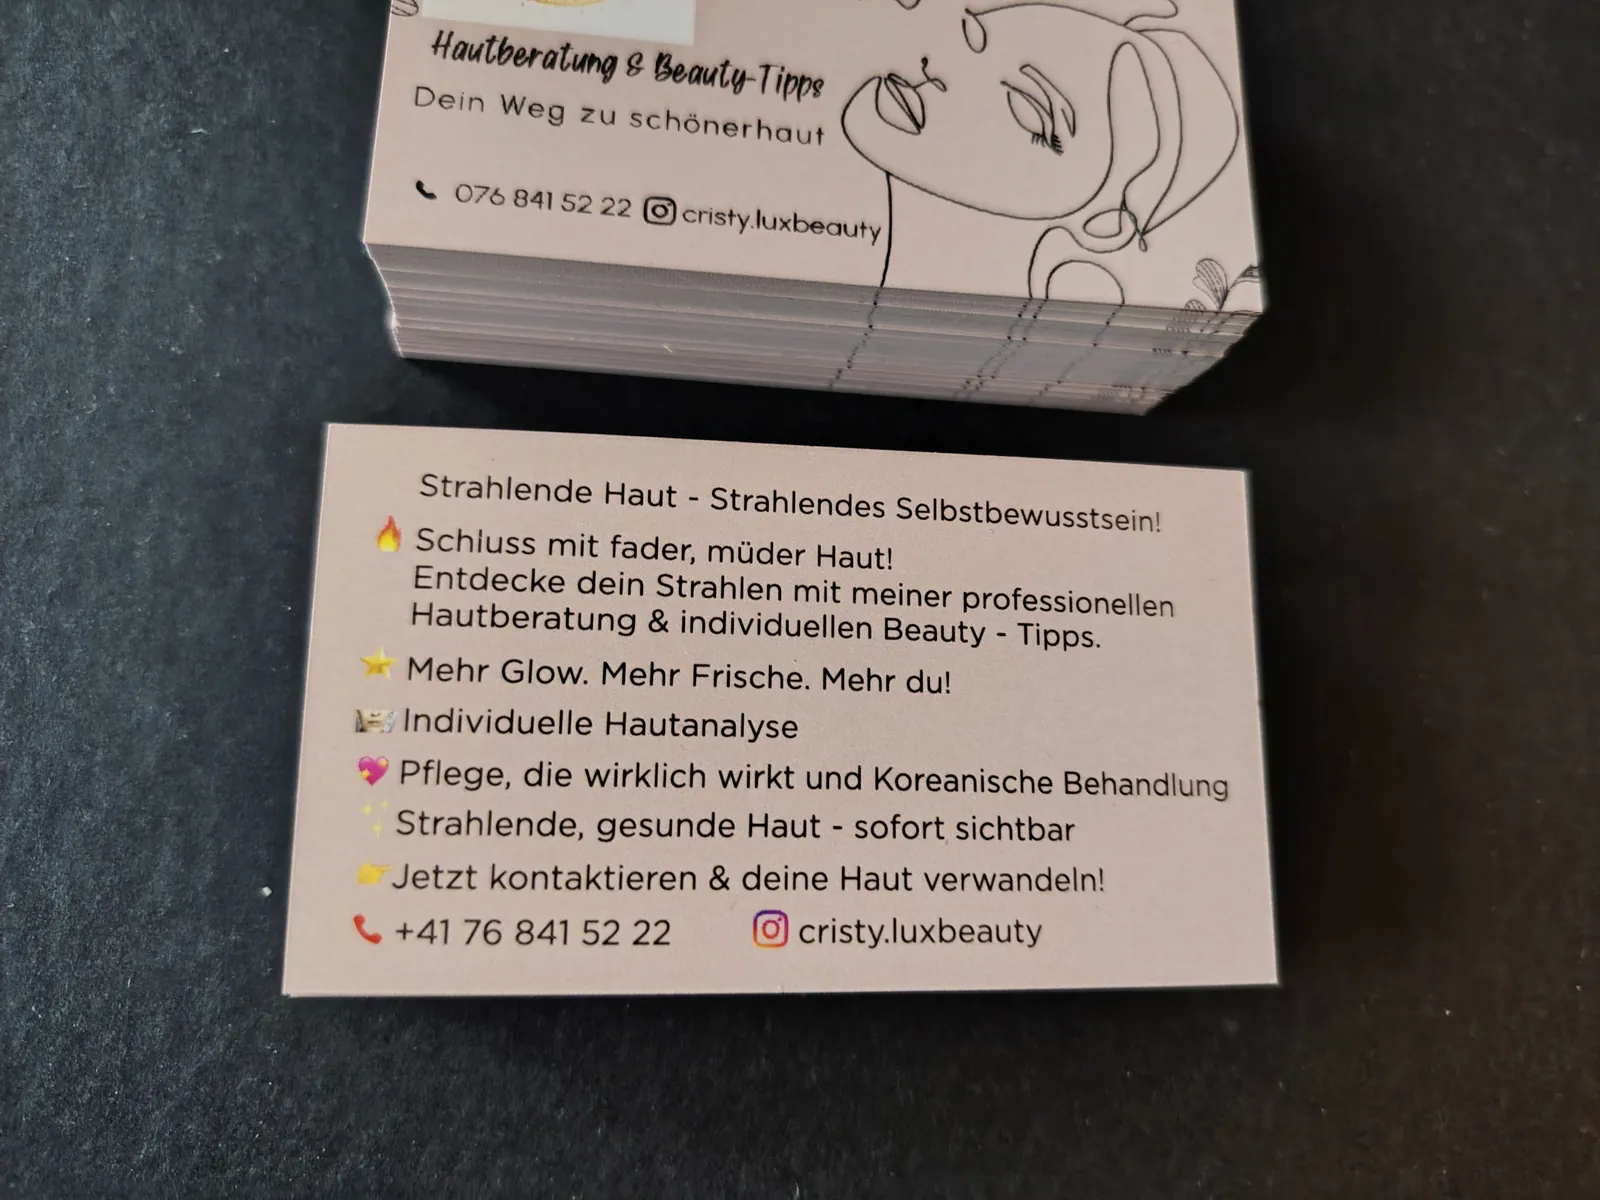 Hautberatung & Beauty-Tipps
Dein Weg zu schönerhaut
076 841 52 22 cristy.luxbeauty
Strahlende Haut - Strahlendes Selbstbewusstsein!
Schluss mit fader, müder Haut!
Entdecke dein Strahlen mit meiner professionellen
Hautberatung & individuellen Beauty - Tipps.
Mehr Glow. Mehr Frische. Mehr du!
Individuelle Hautanalyse
Pflege, die wirklich wirkt und Koreanische Behandlung
Strahlende, gesunde Haut - sofort sichtbar
Jetzt kontaktieren & deine Haut verwandeln!
+41 76 841 52 22 cristy.luxbeauty